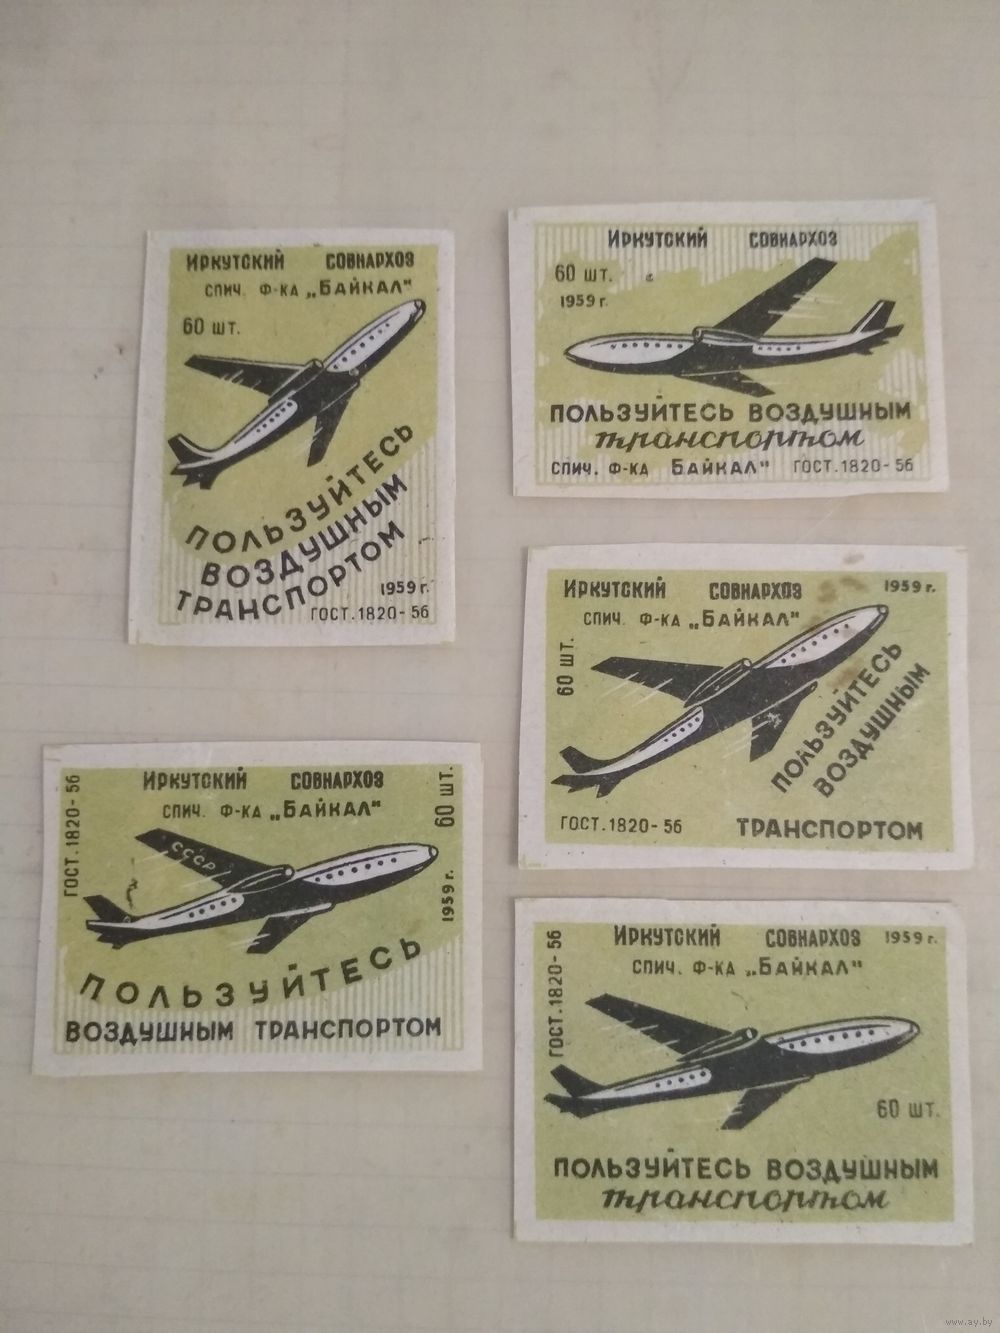 Иркутский совнархоз
спич. ф-ка „Байкал"
60 шт.
ПОЛЬЗУЙТЕСЬ
ВОЗДУШНЫМ
ТРАНСПОРТОМ
1959 г.
ГОСТ.1820-56
Иркутский совнархоз
60 шт.
1959 г.
ПОЛЬЗУЙТЕСЬ ВОЗДУШНЫМ
транспортом
спич. ф-ка Байкал" ГОСТ.1820-56
Иркутский совнархоз 1959 г.
спич. ф-ка „Байкал"
60 шт.
ПОЛЬЗУЙТЕСЬ
ВОЗДУШНЫМ
ГОСТ.1820-56 ТРАНСПОРТОМ
ГОСТ.1820-56
Иркутский совнархоз
спич. ф-ка „Байкал"
60 шт.
СССР
1959 г.
ПОЛЬЗУЙТЕСЬ
ВОЗДУШНЫМ ТРАНСПОРТОМ
ГОСТ.1820-56
Иркутский совнархоз 1959 г.
спич. ф-ка „Байкал"
60 шт.
ПОЛЬЗУЙТЕСЬ ВОЗДУШНЫМ
транспортом
www.ay.by